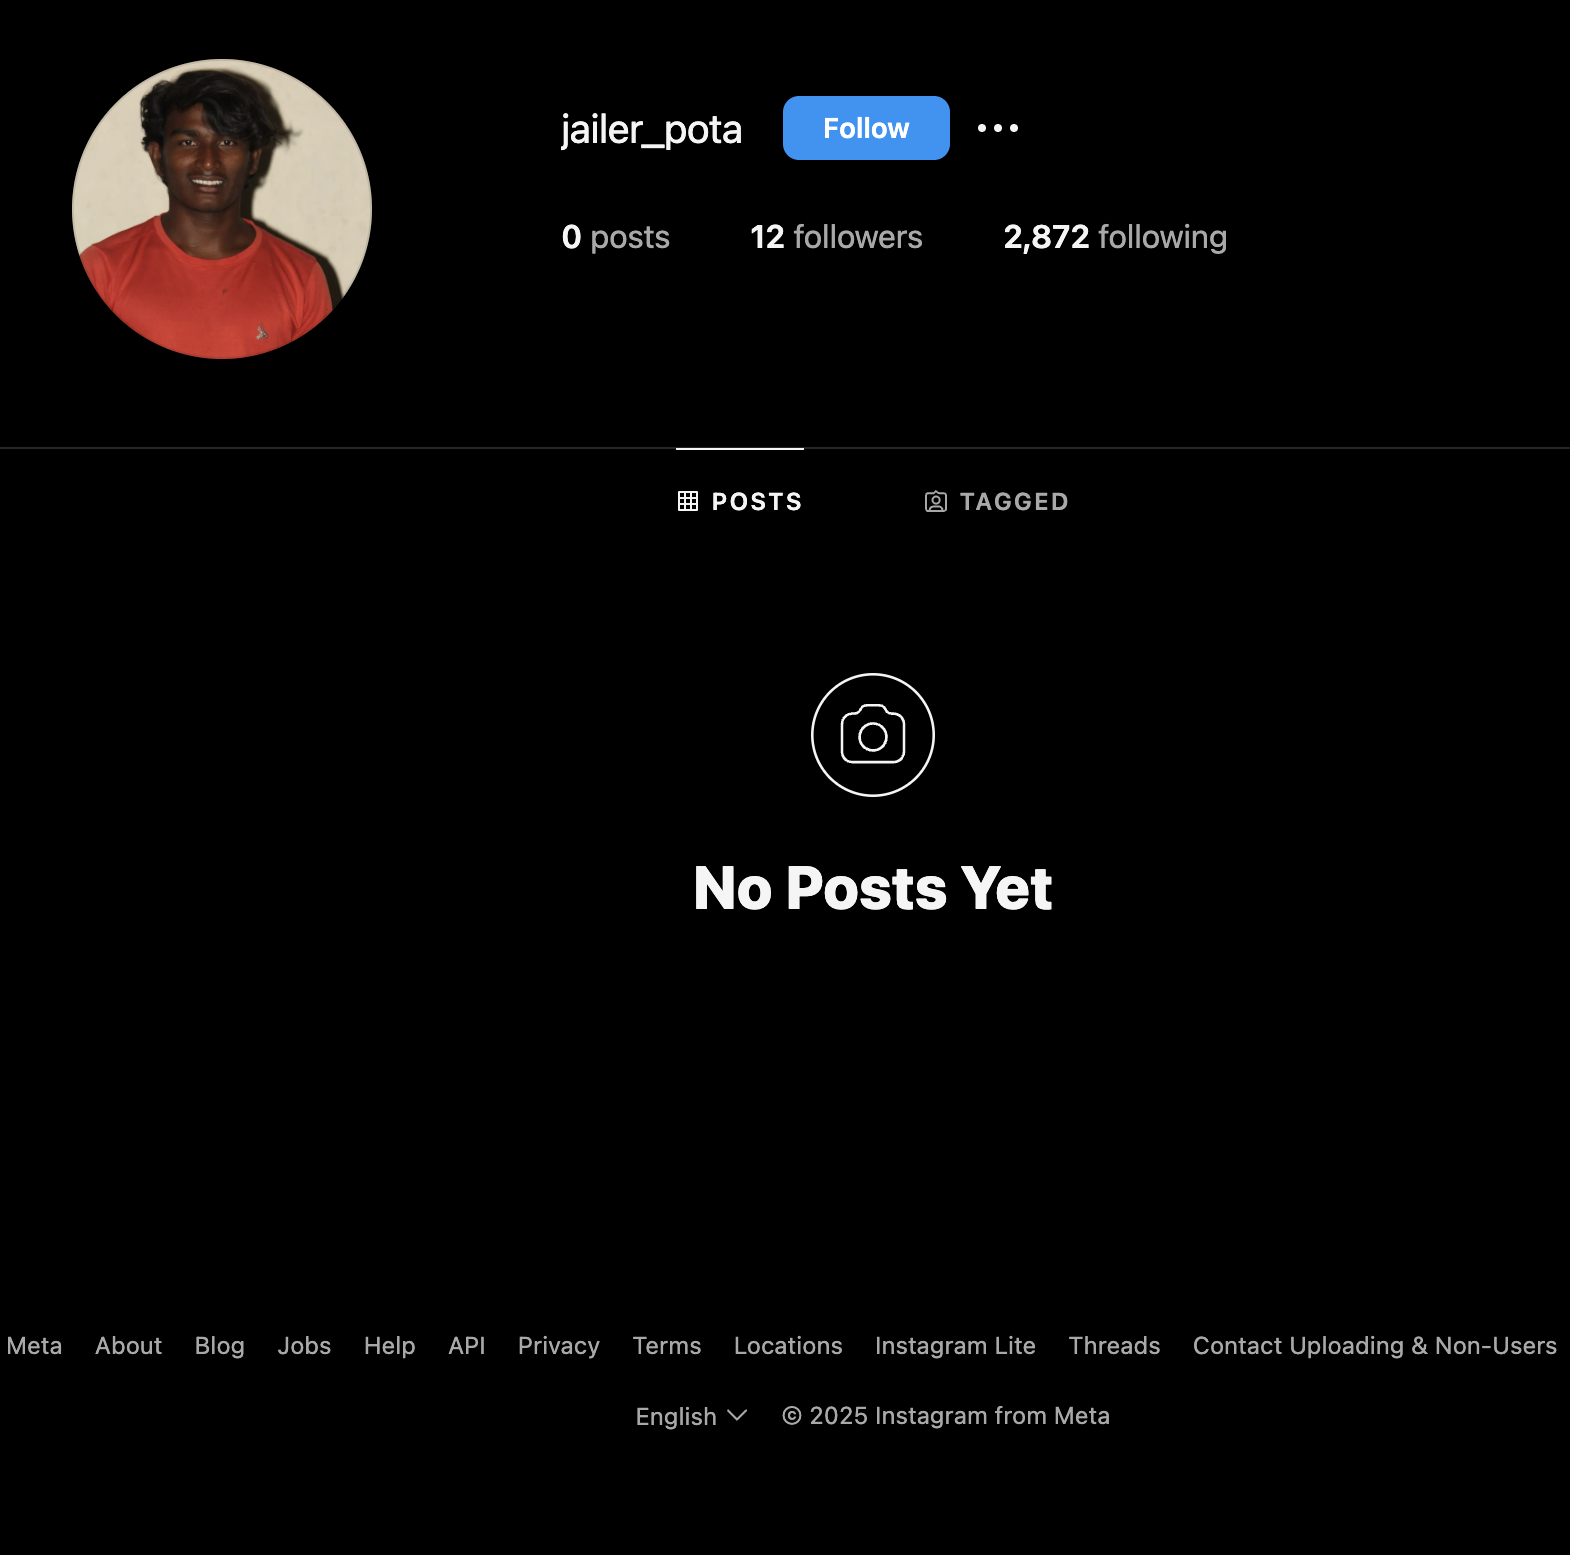 jailer_pota Follow
0 posts 12 followers 2,872 following
POSTS TAGGED
No Posts Yet
Meta About Blog Jobs Help API Privacy Terms Locations Instagram Lite Threads Contact Uploading & Non-Users
English © 2025 Instagram from Meta